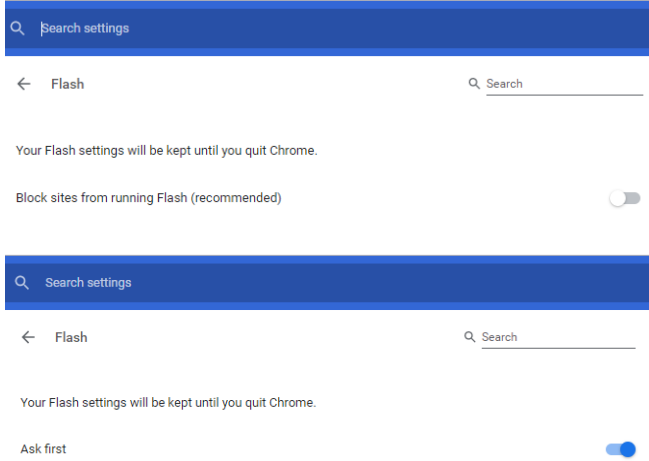 Search settings
Flash
Search
Your Flash settings will be kept until you quit Chrome.
Block sites from running Flash (recommended)
Search settings
Flash
Search
Your Flash settings will be kept until you quit Chrome.
Ask first